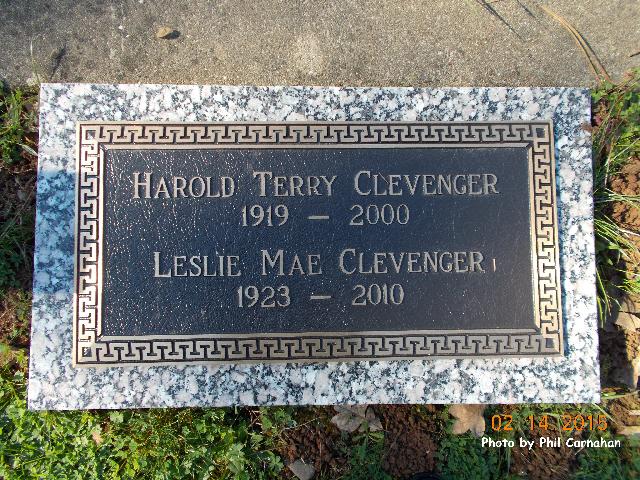 HAROLD TERRY CLEVENGER
1919 — 2000
LESLIE MAE CLEVENGER
1923 — 2010
02 14 2015
Photo by Phil Carnahan